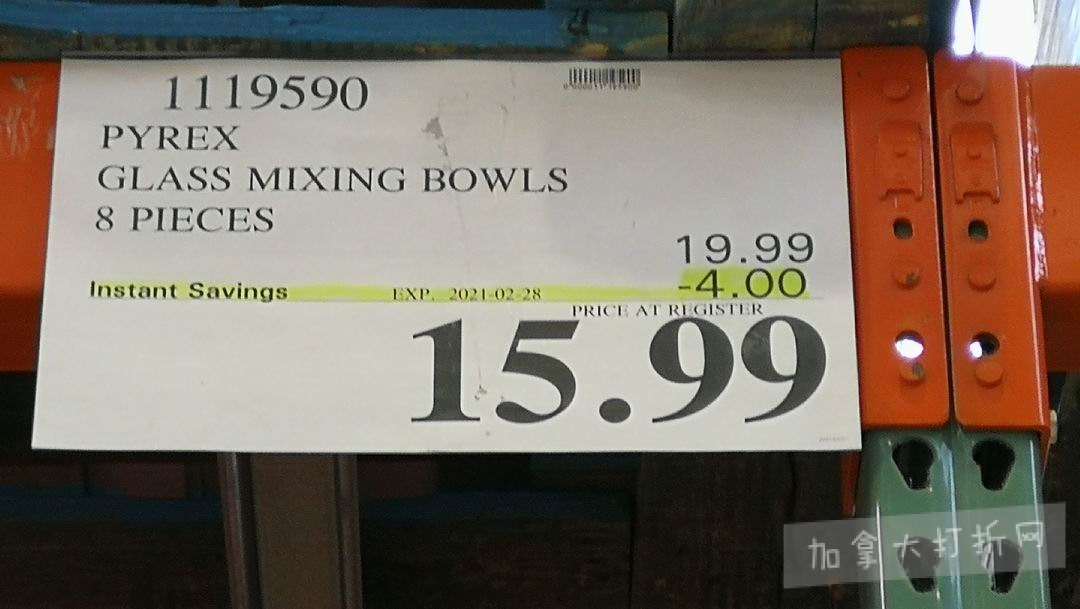 1119590
PYREX
GLASS MIXING BOWLS
8 PIECES
19.99
-4.00
Instant Savings EXP. 2021-02-28
PRICE AT REGISTER
15.99
加拿大打折网